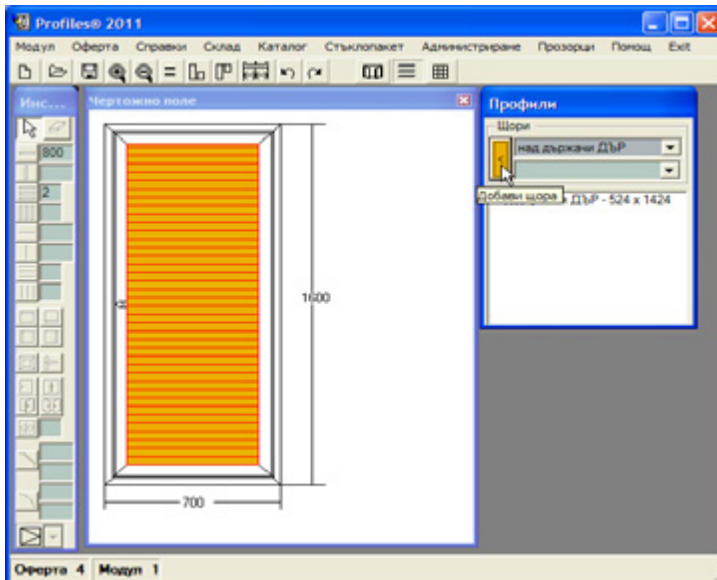 Profiles® 2011
Модул Оферта Справки Склад Каталог Стъклопакет Администриране Прозорци Помощ Exit
Инс...
Чертожно поле
Профили
Щори
над държачи ДЪР
800
2
Добави щора
ДЪР - 524 x 1424
1600
700
Оферта 4 Модул 1